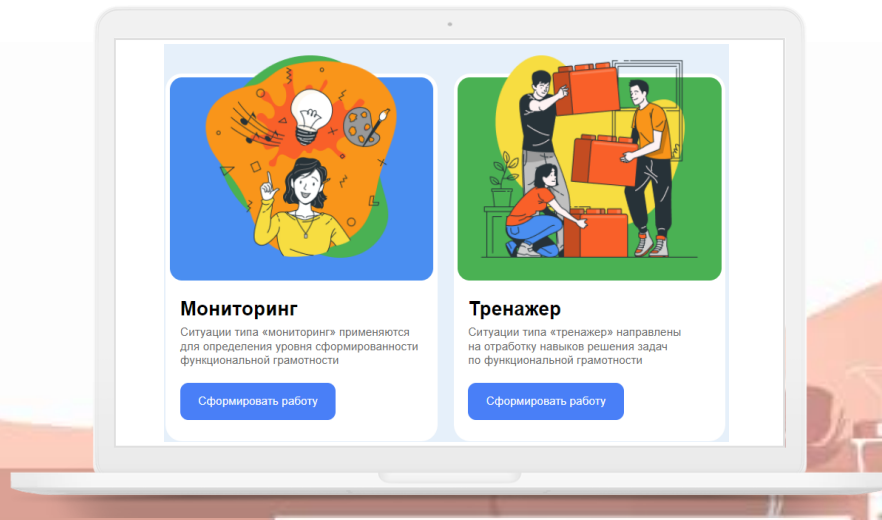 Мониторинг
Ситуации типа «мониторинг» применяются
для определения уровня сформированности
функциональной грамотности
Сформировать работу
Тренажер
Ситуации типа «тренажер» направлены
на отработку навыков решения задач
по функциональной грамотности
Сформировать работу